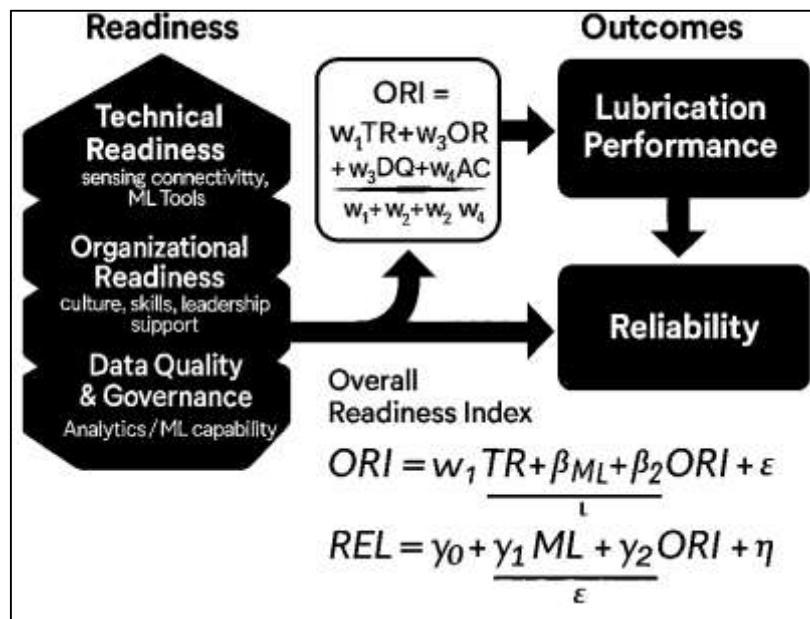 Readiness
Technical
Readiness
sensing connectivitty,
ML Tools
Organizational
Readiness
culture, skills, leadership
support
Data Quality
& Governance
Analytics / ML capability
ORI =
w₁TR+w₃OR
+w₃DQ+w₄AC
w₁+w₂+w₂ w₄
Outcomes
Lubrication
Performance
Reliability
Overall
Readiness Index
ORI = w₁ TR+β_ML+β₂ORI + ε
ι
REL = γ₀+γ₁ ML + γ₂ORI + η
ε